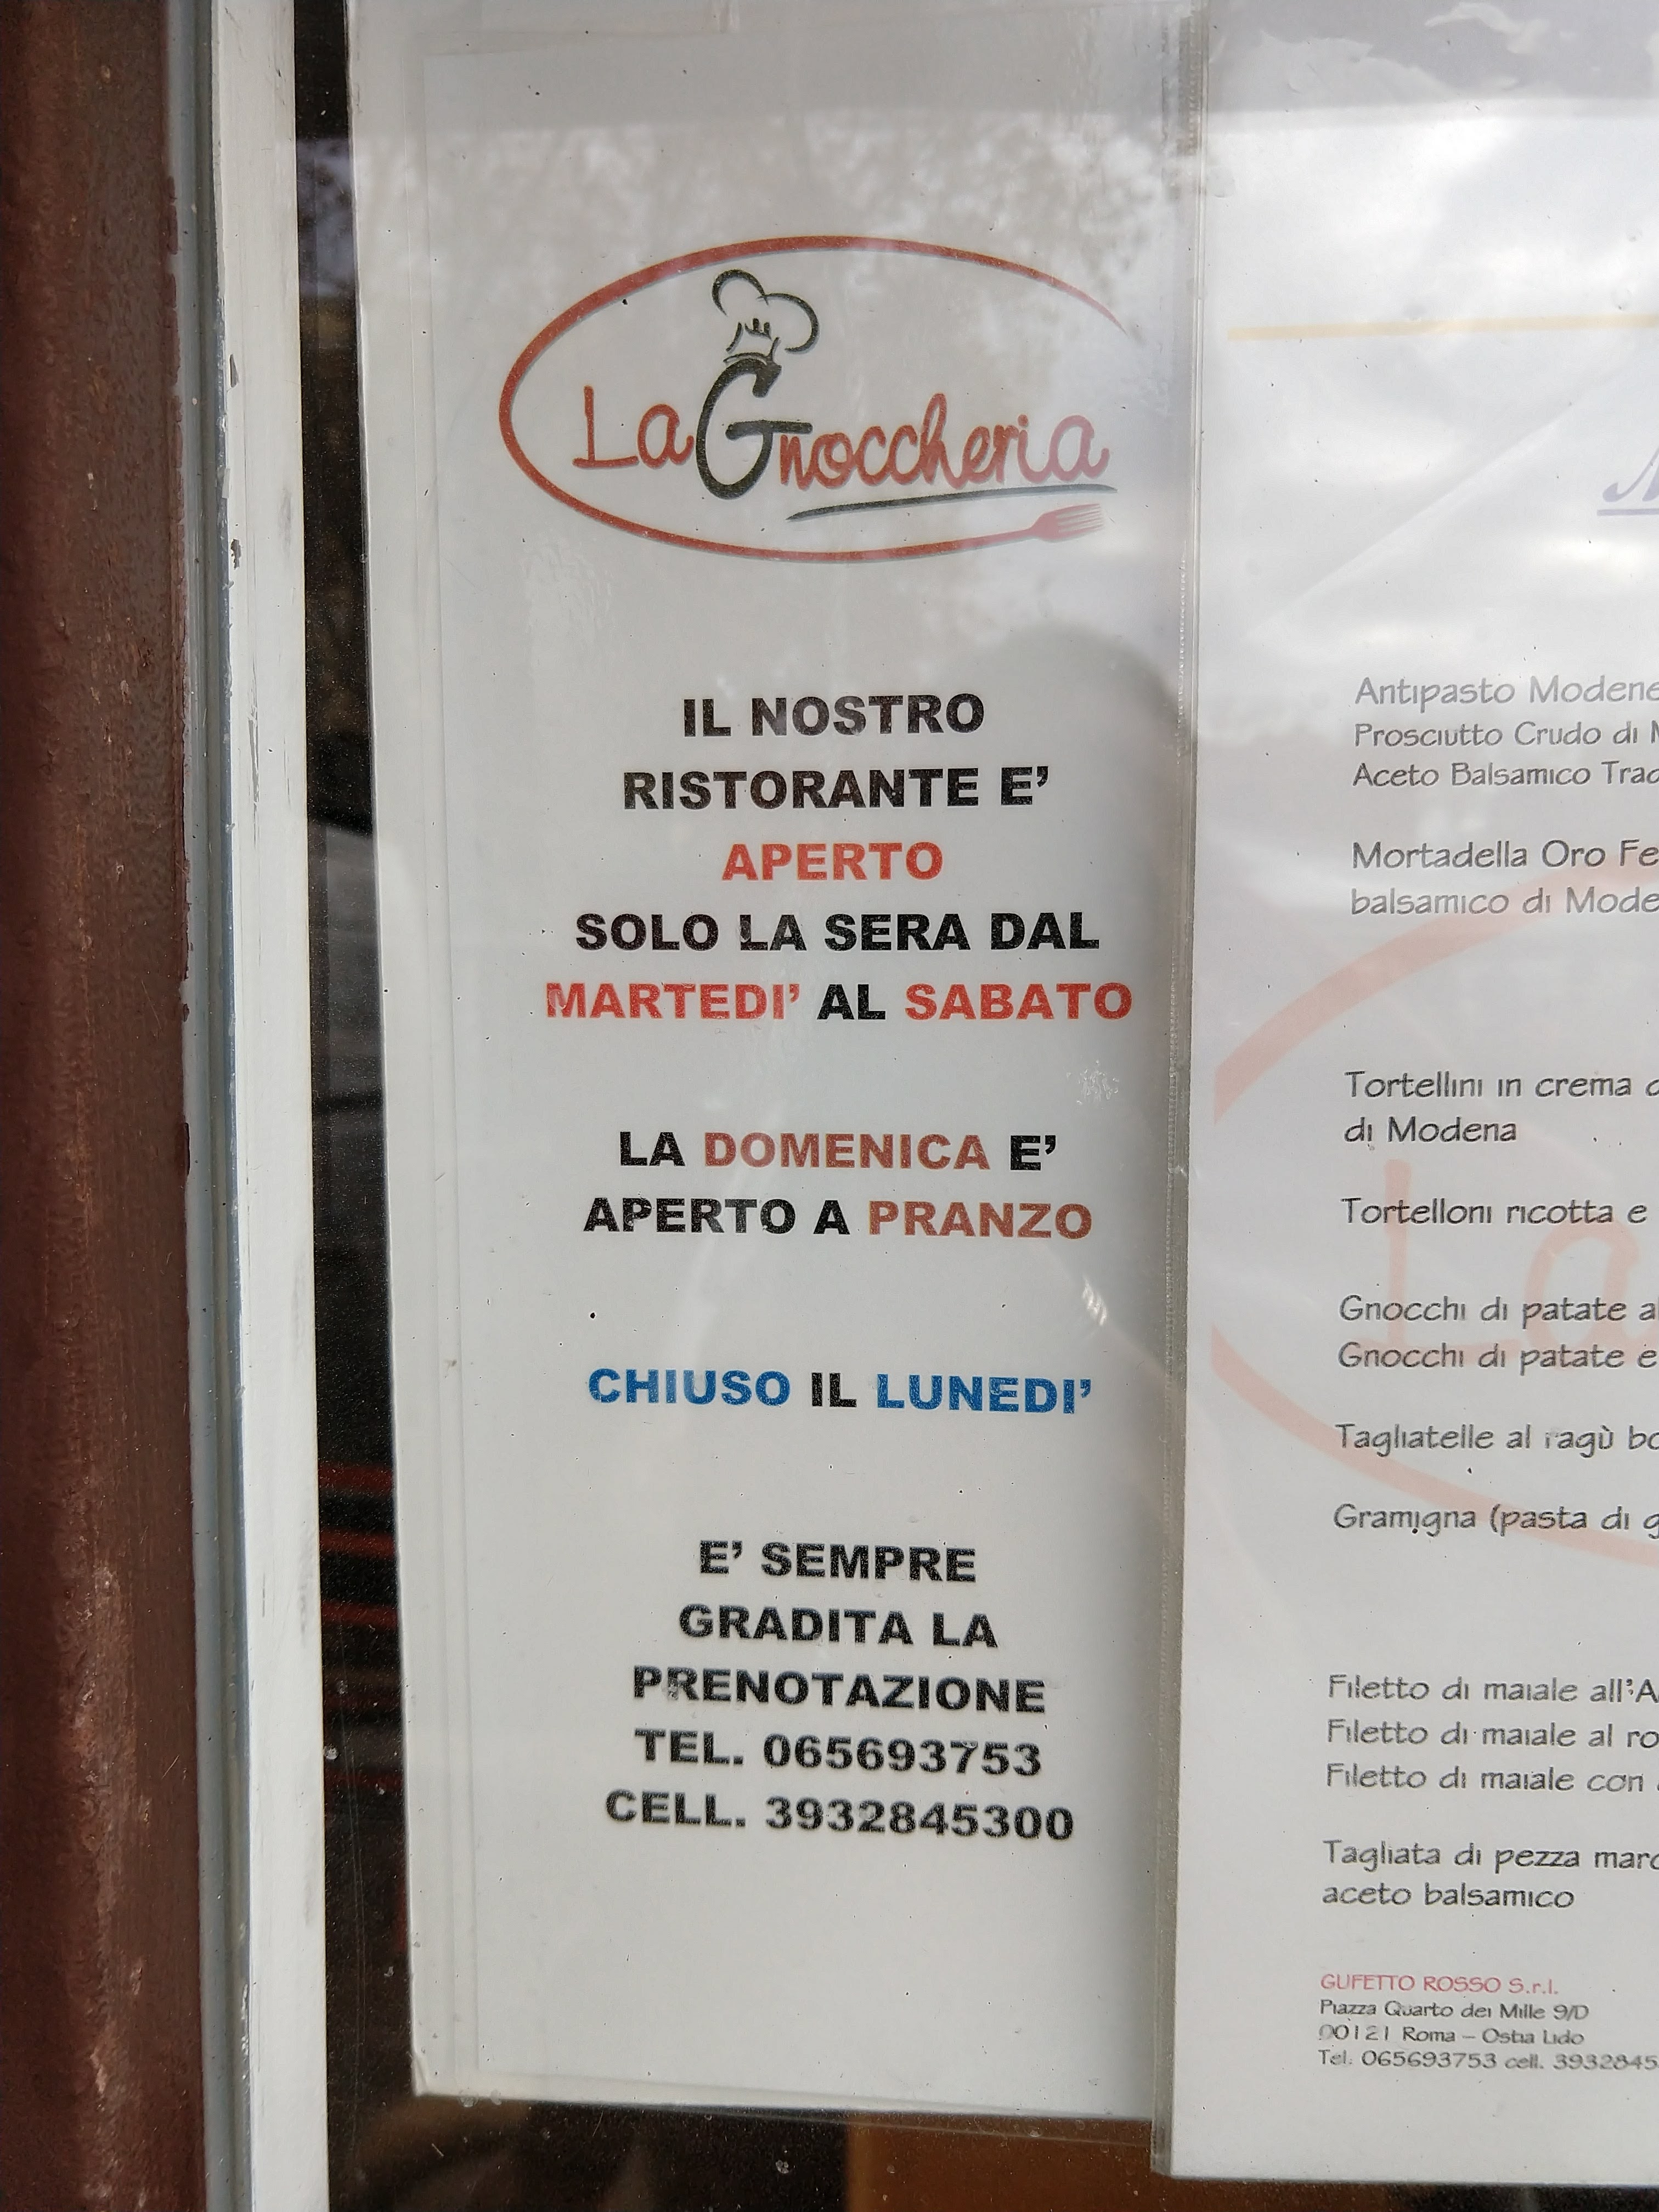 La Gnoccheria
IL NOSTRO
RISTORANTE E’
APERTO
SOLO LA SERA DAL
MARTEDI’ AL SABATO
LA DOMENICA E’
APERTO A PRANZO
CHIUSO IL LUNEDI’
E’ SEMPRE
GRADITA LA
PRENOTAZIONE
TEL. 065693753
CELL. 3932845300
Antipasto
Prosciutto Crudo di
Aceto Balsamico
Mortadella Oro
balsamico di
Tortellini in crema
di Modena
Tortelloni ricotta e
Gnocchi di patate
Gnocchi di patate
Tagliatelle al ragù
Gramigna (pasta di
Filetto di maiale
Filetto di maiale al
Filetto di maiale con
Tagliata di pezza
aceto balsamico
GUFETTO ROSSO S.r.l.
Piazza Quarto dei Mille 9/D
00121 Roma – Ostia Lido
Tel. 065693753 cell.
La